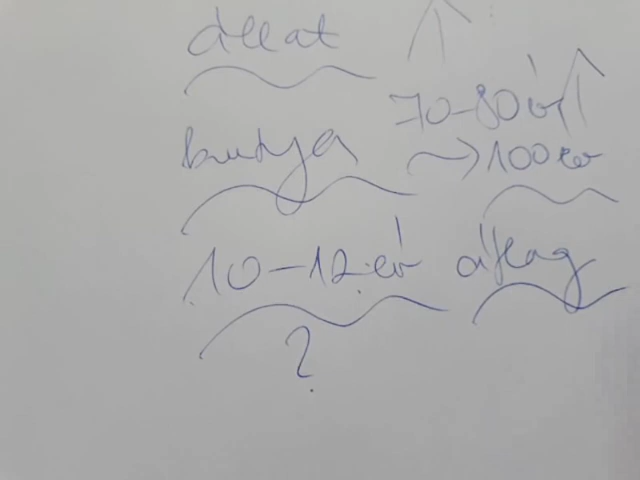 állat
kutya 70-80 év
→ 100 év
10-12 év átlag
?